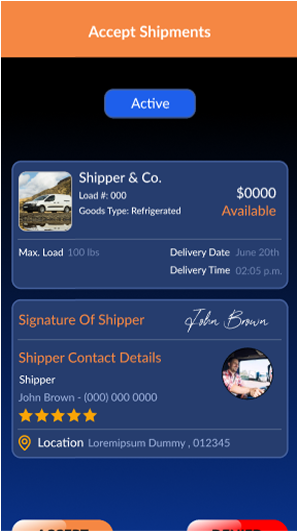 Accept Shipments
Active
Shipper & Co.
Load #: 000
Goods Type: Refrigerated
$0000
Available
Max. Load 100 lbs
Delivery Date June 20th
Delivery Time 02:05 p.m.
Signature Of Shipper John Brown
Shipper Contact Details
Shipper
John Brown - (000) 000 0000
Location Loremipsum Dummy , 012345